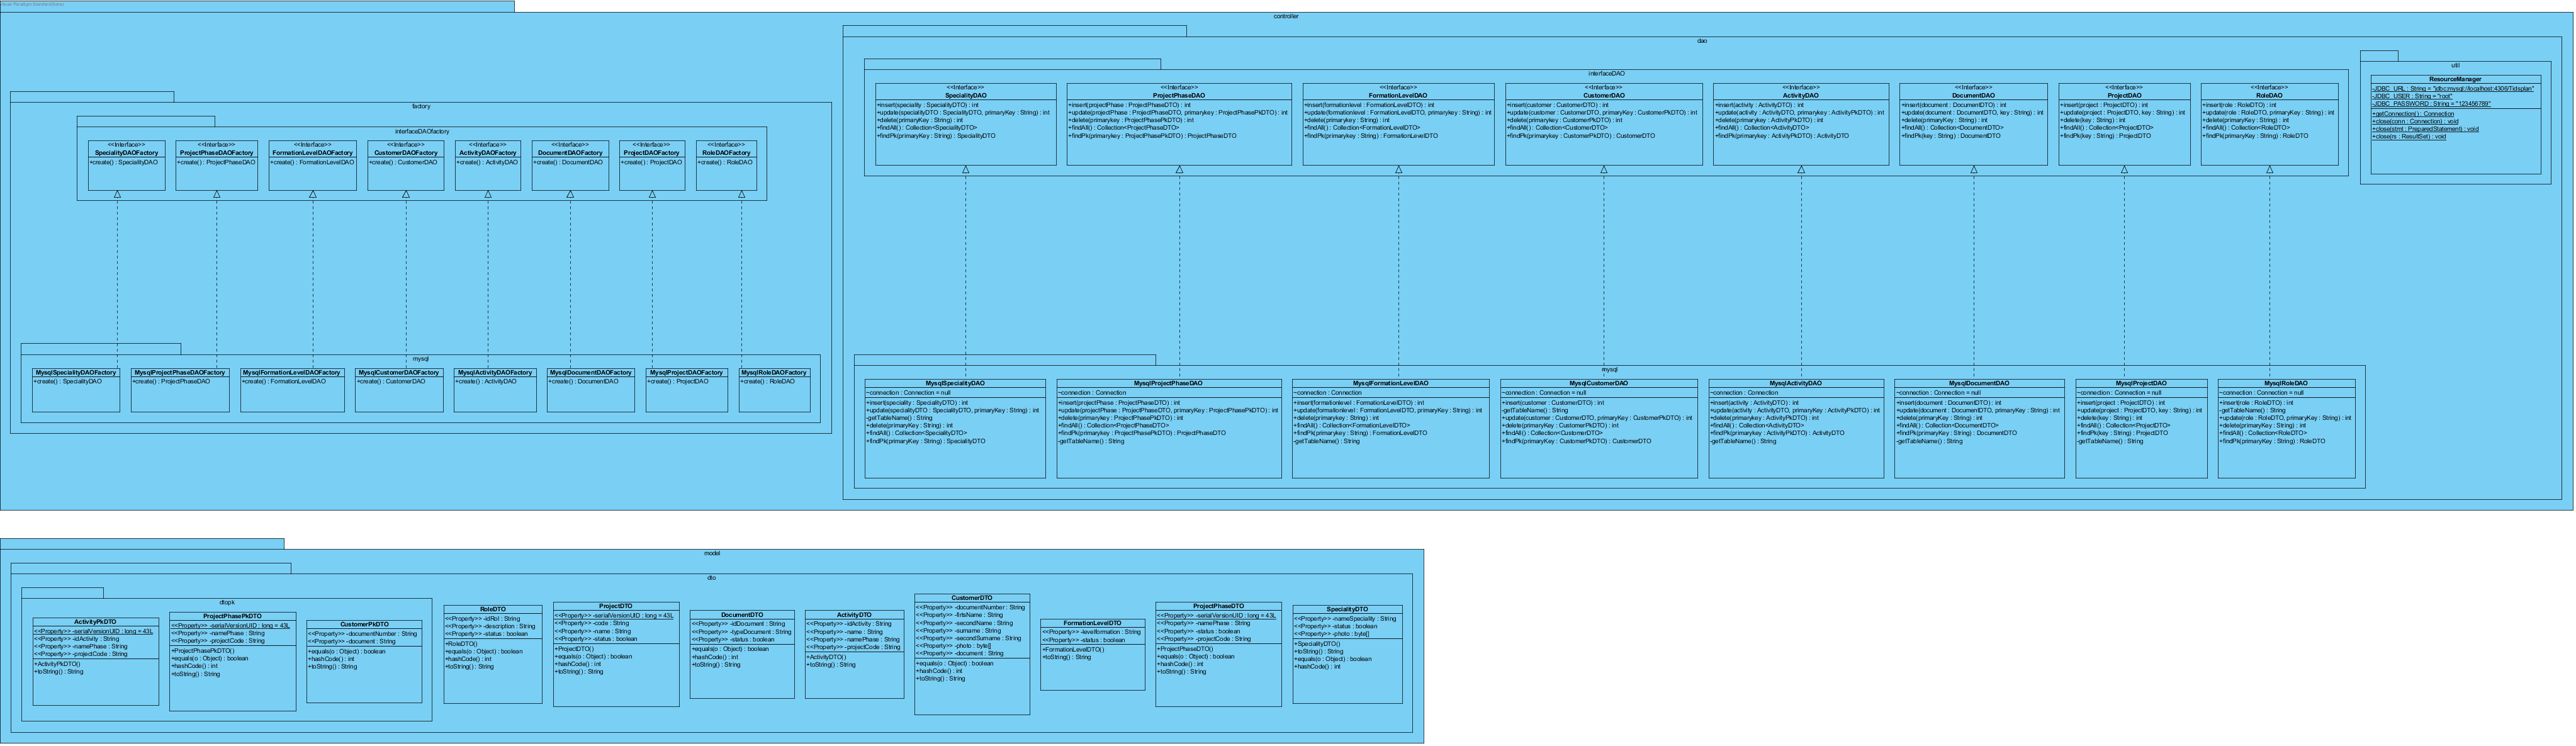 Visual Paradigm Standard(Sena)
controller
factory
interfaceDAOfactory
<<Interface>>
SpecialityDAOFactory
+create() : SpecialityDAO
<<Interface>>
ProjectPhaseDAOFactory
+create() : ProjectPhaseDAO
<<Interface>>
FormationLevelDAOFactory
+create() : FormationLevelDAO
<<Interface>>
CustomerDAOFactory
+create() : CustomerDAO
<<Interface>>
ActivityDAOFactory
+create() : ActivityDAO
<<Interface>>
DocumentDAOFactory
+create() : DocumentDAO
<<Interface>>
ProjectDAOFactory
+create() : ProjectDAO
<<Interface>>
RoleDAOFactory
+create() : RoleDAO
mysql
MysqlSpecialityDAOFactory
+create() : SpecialityDAO
MysqlProjectPhaseDAOFactory
+create() : ProjectPhaseDAO
MysqlFormationLevelDAOFactory
+create() : FormationLevelDAO
MysqlCustomerDAOFactory
+create() : CustomerDAO
MysqlActivityDAOFactory
+create() : ActivityDAO
MysqlDocumentDAOFactory
+create() : DocumentDAO
MysqlProjectDAOFactory
+create() : ProjectDAO
MysqlRoleDAOFactory
+create() : RoleDAO
dao
interfaceDAO
<<Interface>>
SpecialityDAO
+insert(speciality : SpecialityDTO) : int
+update(specialityDTO : SpecialityDTO, primaryKey : String) : int
+delete(primaryKey : String) : int
+findAll() : Collection<SpecialityDTO>
+findPk(primaryKey : String) : SpecialityDTO
<<Interface>>
ProjectPhaseDAO
+insert(projectPhase : ProjectPhaseDTO) : int
+update(projectPhase : ProjectPhaseDTO, primarykey : ProjectPhasePkDTO) : int
+delete(primarykey : ProjectPhasePkDTO) : int
+findAll() : Collection<ProjectPhaseDTO>
+findPk(primarykey : ProjectPhasePkDTO) : ProjectPhaseDTO
<<Interface>>
FormationLevelDAO
+insert(formationlevel : FormationLevelDTO) : int
+update(formationlevel : FormationLevelDTO, primarykey : String) : int
+delete(primarykey : String) : int
+findAll() : Collection<FormationLevelDTO>
+findPk(primarykey : String) : FormationLevelDTO
<<Interface>>
CustomerDAO
+insert(customer : CustomerDTO) : int
+update(customer : CustomerDTO, primarykey : CustomerPkDTO) : int
+delete(primarykey : CustomerPkDTO) : int
+findAll() : Collection<CustomerDTO>
+findPk(primarykey : CustomerPkDTO) : CustomerDTO
<<Interface>>
ActivityDAO
+insert(activity : ActivityDTO) : int
+update(activity : ActivityDTO, primarykey : ActivityPkDTO) : int
+delete(primarykey : ActivityPkDTO) : int
+findAll() : Collection<ActivityDTO>
+findPk(primarykey : ActivityPkDTO) : ActivityDTO
<<Interface>>
DocumentDAO
+insert(document : DocumentDTO) : int
+update(document : DocumentDTO, key : String) : int
+delete(primarykey : String) : int
+findAll() : Collection<DocumentDTO>
+findPk(key : String) : DocumentDTO
<<Interface>>
ProjectDAO
+insert(project : ProjectDTO) : int
+update(project : ProjectDTO, key : String) : int
+delete(key : String) : int
+findAll() : Collection<ProjectDTO>
+findPk(key : String) : ProjectDTO
<<Interface>>
RoleDAO
+insert(role : RoleDTO) : int
+update(role : RoleDTO, primaryKey : String) : int
+delete(primaryKey : String) : int
+findAll() : Collection<RoleDTO>
+findPk(primaryKey : String) : RoleDTO
util
ResourceManager
-JDBC_URL : String = "jdbc:mysql://localhost:4306/Tidsplan"
-JDBC_USER : String = "root"
-JDBC_PASSWORD : String = "123456789"
+getConnection() : Connection
+close(conn : Connection) : void
+close(stmt : PreparedStatement) : void
+close(rs : ResultSet) : void
mysql
MysqlSpecialityDAO
~connection : Connection = null
+insert(speciality : SpecialityDTO) : int
+update(specialityDTO : SpecialityDTO, primaryKey : String) : int
-getTableName() : String
+delete(primaryKey : String) : int
+findAll() : Collection<SpecialityDTO>
+findPk(primaryKey : String) : SpecialityDTO
MysqlProjectPhaseDAO
~connection : Connection
+insert(projectPhase : ProjectPhaseDTO) : int
+update(projectPhase : ProjectPhaseDTO, primaryKey : ProjectPhasePkDTO) : int
+delete(primarykey : ProjectPhasePkDTO) : int
+findAll() : Collection<ProjectPhaseDTO>
+findPk(primarykey : ProjectPhasePkDTO) : ProjectPhaseDTO
-getTableName() : String
MysqlFormationLevelDAO
~connection : Connection
+insert(formationlevel : FormationLevelDTO) : int
+update(formationlevel : FormationLevelDTO, primaryKey : String) : int
+delete(primarykey : String) : int
+findAll() : Collection<FormationLevelDTO>
+findPk(primarykey : String) : FormationLevelDTO
-getTableName() : String
MysqlCustomerDAO
~connection : Connection = null
+insert(customer : CustomerDTO) : int
-getTableName() : String
+update(customer : CustomerDTO, primaryKey : CustomerPkDTO) : int
+delete(primaryKey : CustomerPkDTO) : int
+findAll() : Collection<CustomerDTO>
+findPk(primaryKey : CustomerPkDTO) : CustomerDTO
MysqlActivityDAO
~connection : Connection
+insert(activity : ActivityDTO) : int
+update(activity : ActivityDTO, primaryKey : ActivityPkDTO) : int
+delete(primaryKey : ActivityPkDTO) : int
+findAll() : Collection<ActivityDTO>
+findPk(primaryKey : ActivityPkDTO) : ActivityDTO
-getTableName() : String
MysqlDocumentDAO
~connection : Connection = null
+insert(document : DocumentDTO) : int
+update(document : DocumentDTO, primaryKey : String) : int
+delete(primaryKey : String) : int
+findAll() : Collection<DocumentDTO>
+findPk(primaryKey : String) : DocumentDTO
-getTableName() : String
MysqlProjectDAO
~connection : Connection = null
+insert(project : ProjectDTO) : int
+update(project : ProjectDTO, key : String) : int
+delete(key : String) : int
+findAll() : Collection<ProjectDTO>
+findPk(key : String) : ProjectDTO
-getTableName() : String
MysqlRoleDAO
~connection : Connection = null
+insert(role : RoleDTO) : int
-getTableName() : String
+update(role : RoleDTO, primaryKey : String) : int
+delete(primaryKey : String) : int
+findAll() : Collection<RoleDTO>
+findPk(primaryKey : String) : RoleDTO
model
dto
dtopk
ActivityPkDTO
<<Property>> -serialVersionUID : long = 43L
<<Property>> -idActivity : String
<<Property>> -namePhase : String
<<Property>> -projectCode : String
+ActivityPkDTO()
+toString() : String
ProjectPhasePkDTO
<<Property>> -serialVersionUID : long = 43L
<<Property>> -namePhase : String
<<Property>> -projectCode : String
+ProjectPhasePkDTO()
+equals(o : Object) : boolean
+hashCode() : int
+toString() : String
CustomerPkDTO
<<Property>> -documentNumber : String
<<Property>> -document : String
+equals(o : Object) : boolean
+hashCode() : int
+toString() : String
RoleDTO
<<Property>> -idRol : String
<<Property>> -description : String
<<Property>> -status : boolean
+RoleDTO()
+equals(o : Object) : boolean
+hashCode() : int
+toString() : String
ProjectDTO
<<Property>> -serialVersionUID : long = 43L
<<Property>> -code : String
<<Property>> -name : String
<<Property>> -status : boolean
+ProjectDTO()
+equals(o : Object) : boolean
+hashCode() : int
+toString() : String
DocumentDTO
<<Property>> -idDocument : String
<<Property>> -typeDocument : String
<<Property>> -status : boolean
+equals(o : Object) : boolean
+hashCode() : int
+toString() : String
ActivityDTO
<<Property>> -idActivity : String
<<Property>> -name : String
<<Property>> -namePhase : String
<<Property>> -projectCode : String
+ActivityDTO()
+toString() : String
CustomerDTO
<<Property>> -documentNumber : String
<<Property>> -firtsName : String
<<Property>> -secondName : String
<<Property>> -surname : String
<<Property>> -secondSurname : String
<<Property>> -photo : byte[]
<<Property>> -document : String
+equals(o : Object) : boolean
+hashCode() : int
+toString() : String
FormationLevelDTO
<<Property>> -levelformation : String
<<Property>> -status : boolean
+FormationLevelDTO()
+toString() : String
ProjectPhaseDTO
<<Property>> -serialVersionUID : long = 43L
<<Property>> -namePhase : String
<<Property>> -status : boolean
<<Property>> -projectCode : String
+ProjectPhaseDTO()
+equals(o : Object) : boolean
+hashCode() : int
+toString() : String
SpecialityDTO
<<Property>> -nameSpeciality : String
<<Property>> -status : boolean
<<Property>> -photo : byte[]
+SpecialityDTO()
+toString() : String
+equals(o : Object) : boolean
+hashCode() : int